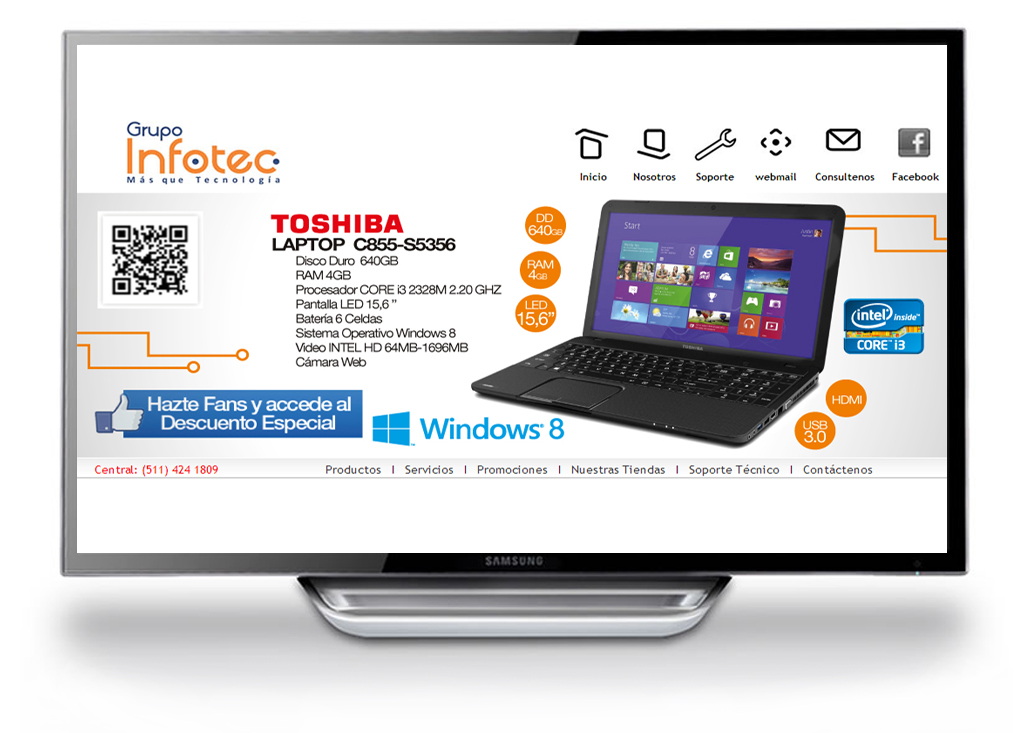 Grupo
Infotec
Más que Tecnología
Inicio
Nosotros
Soporte
webmail
Consultenos
Facebook
TOSHIBA
LAPTOP C855-S5356
Disco Duro 640GB
RAM 4GB
Procesador CORE i3 2328M 2.20 GHZ
Pantalla LED 15,6 ”
Batería 6 Celdas
Sistema Operativo Windows 8
Video INTEL HD 64MB-1696MB
Cámara Web
DD
640GB
RAM
4GB
LED
15,6”
Start
TOSHIBA
intel inside™
CORE™ i3
HDMI
USB
3.0
Hazte Fans y accede al
Descuento Especial
Windows® 8
Central: (511) 424 1809
Productos I Servicios I Promociones I Nuestras Tiendas I Soporte Técnico I Contáctenos
SAMSUNG